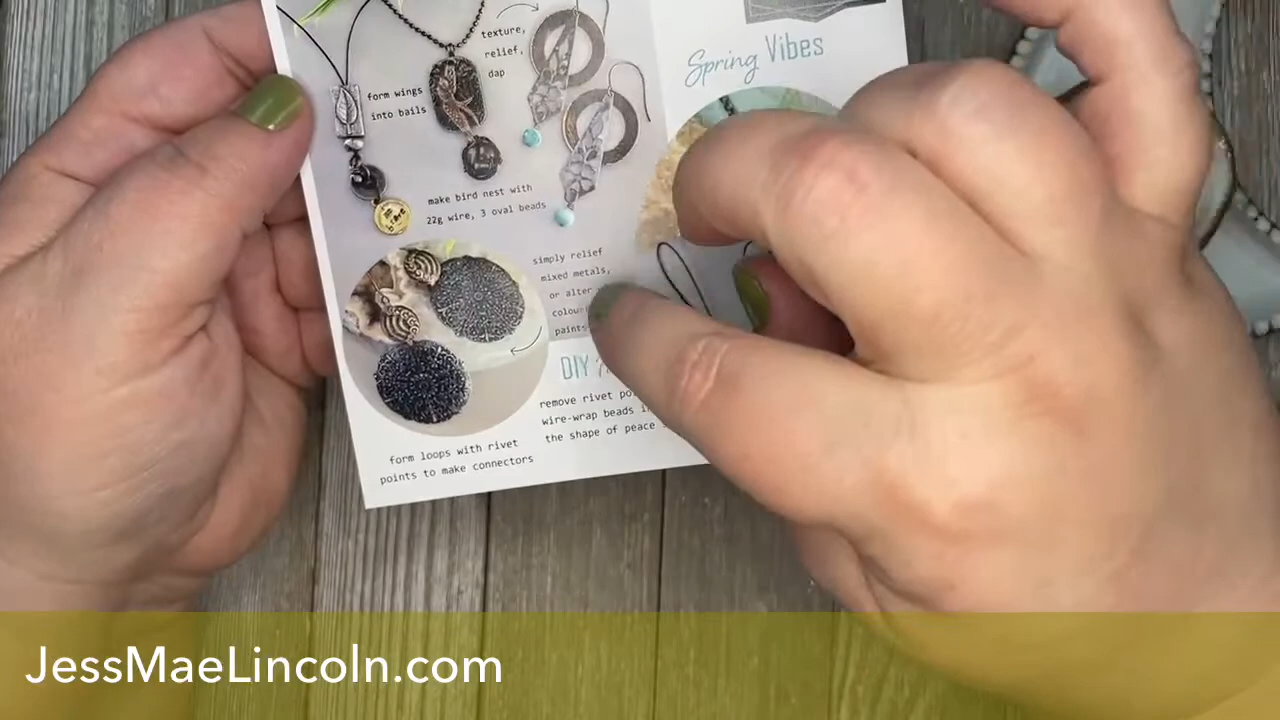 texture,
relief,
dap
Spring Vibes
form wings
into bails
make bird nest with
22g wire, 3 oval beads
simply relief
mixed metals,
or alter
paints
DIY
remove rivet
wire-wrap beads
the shape of peace
form loops with rivet
points to make connectors
JessMaeLincoln.com